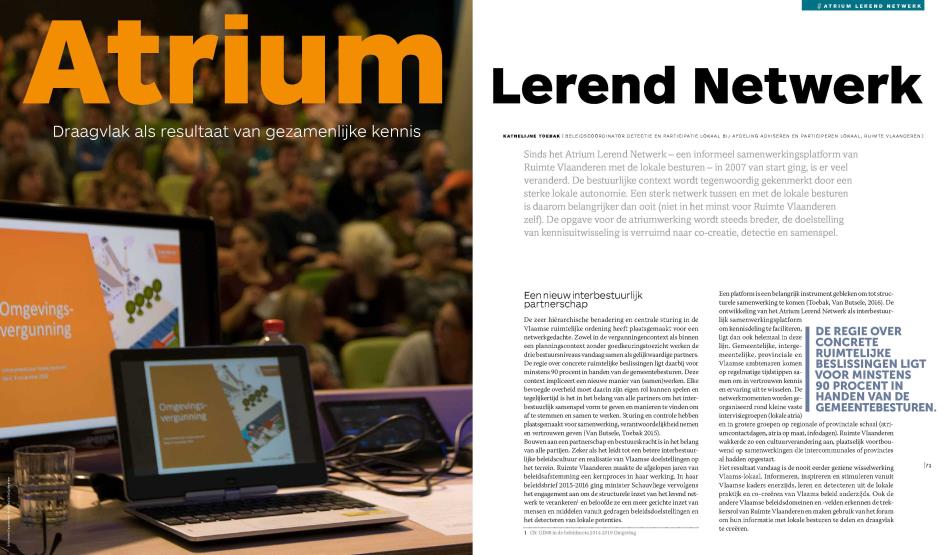 Atrium
Draagvlak als resultaat van gezamenlijke kennis
Omgevings-
vergunning
Omgevings-
vergunning
ATRIUM LEREND NETWERK
Lerend Netwerk
KATHELIJNE TOEBAK [BELEIDSCOÖRDINATOR DETECTIE EN PARTICIPATIE LOKAAL BIJ AFDELING ADVISEREN EN PARTICIPEREN LOKAAL, RUIMTE VLAANDEREN]
Sinds het Atrium Lerend Netwerk – een informeel samenwerkingsplatform van
Ruimte Vlaanderen met de lokale besturen – in 2007 van start ging, is er veel
veranderd. De bestuurlijke context wordt tegenwoordig gekenmerkt door een
sterke lokale autonomie. Een sterk netwerk tussen en met de lokale besturen
is daarom belangrijker dan ooit (niet in het minst voor Ruimte Vlaanderen
zelf). De opgave voor de atriumwerking wordt steeds breder, de doelstelling
van kennisuitwisseling is verruimd naar co-creatie, detectie en samenspel.
Een nieuw interbestuurlijk
partnerschap
De zeer hiërarchische benadering en centrale sturing in de
Vlaamse ruimtelijke ordening heeft plaatsgemaakt voor een
netwerkgedachte. Zowel in de vergunningencontext als binnen
een planningscontext zonder goedkeuringstoezicht werken de
drie bestuursniveaus vandaag samen als gelijkwaardige partners.
De regie over concrete ruimtelijke beslissingen ligt daarbij voor
minstens 90 procent in handen van de gemeentebesturen. Deze
context impliceert een nieuwe manier van (samen)werken. Elke
bevoegde overheid moet daarin zijn eigen rol kunnen spelen en
tegelijkertijd is het in het belang van alle partners om het inter-
bestuurlijk samenspel vorm te geven en manieren te vinden om
af te stemmen en samen te werken. Sturing en controle hebben
plaatsgemaakt voor samenwerking, verantwoordelijkheid nemen
en vertrouwen geven (Van Butsele, Toebak 2015).
Bouwen aan een partnerschap en bestuurskracht is in het belang
van alle partijen. Zeker als het leidt tot een betere interbestuur-
lijke beleidscultuur en realisatie van Vlaamse doelstellingen op
het terrein. Ruimte Vlaanderen maakte de afgelopen jaren van
beleidsafstemming een kernproces in haar werking. In haar
beleidsbrief 2015-2016 ging minister Schauvliege vervolgens
het engagement aan om de structurele inzet van het lerend net-
werk te verankeren¹ en beloofde ze een meer gerichte inzet van
mensen en middelen vanuit gedragen beleidsdoelstellingen en
het detecteren van lokale potenties.
Een platform is een belangrijk instrument gebleken om tot struc-
turele samenwerking te komen (Toebak, Van Butsele, 2016). De
ontwikkeling van het Atrium Lerend Netwerk als interbestuur-
lijk samenwerkingsplatform
om kennisdeling te faciliteren,
ligt dan ook helemaal in deze
lijn. Gemeentelijke, interge-
meentelijke, provinciale en
Vlaamse ambtenaren komen
op regelmatige tijdstippen sa-
men om in vertrouwen kennis
en ervaring uit te wisselen. De
netwerkmomenten worden ge-
organiseerd rond kleine vaste
intervisiegroepen (lokale atria)
en in grotere groepen op regionale of provinciale schaal (atri-
umcontactdagen, atria op maat, infodagen). Ruimte Vlaanderen
wakkerde zo een cultuurverandering aan, plaatselijk voortbou-
wend op samenwerkingen die intercommunales of provincies
al hadden opgestart.
Het resultaat vandaag is de nooit eerder geziene wisselwerking
Vlaams-lokaal. Informeren, inspireren en stimuleren vanuit
Vlaamse kaders enerzijds, leren en detecteren uit de lokale
praktijk en co-creëren van Vlaams beleid anderzijds. Ook de
andere Vlaamse beleidsdomeinen en -velden erkennen de trek-
kersrol van Ruimte Vlaanderen en maken gebruik van het forum
om hun informatie met lokale besturen te delen en draagvlak
te creëren.
DE REGIE OVER
CONCRETE
RUIMTELIJKE
BESLISSINGEN LIGT
VOOR MINSTENS
90 PROCENT IN
HANDEN VAN DE
GEMEENTEBESTUREN.
|73